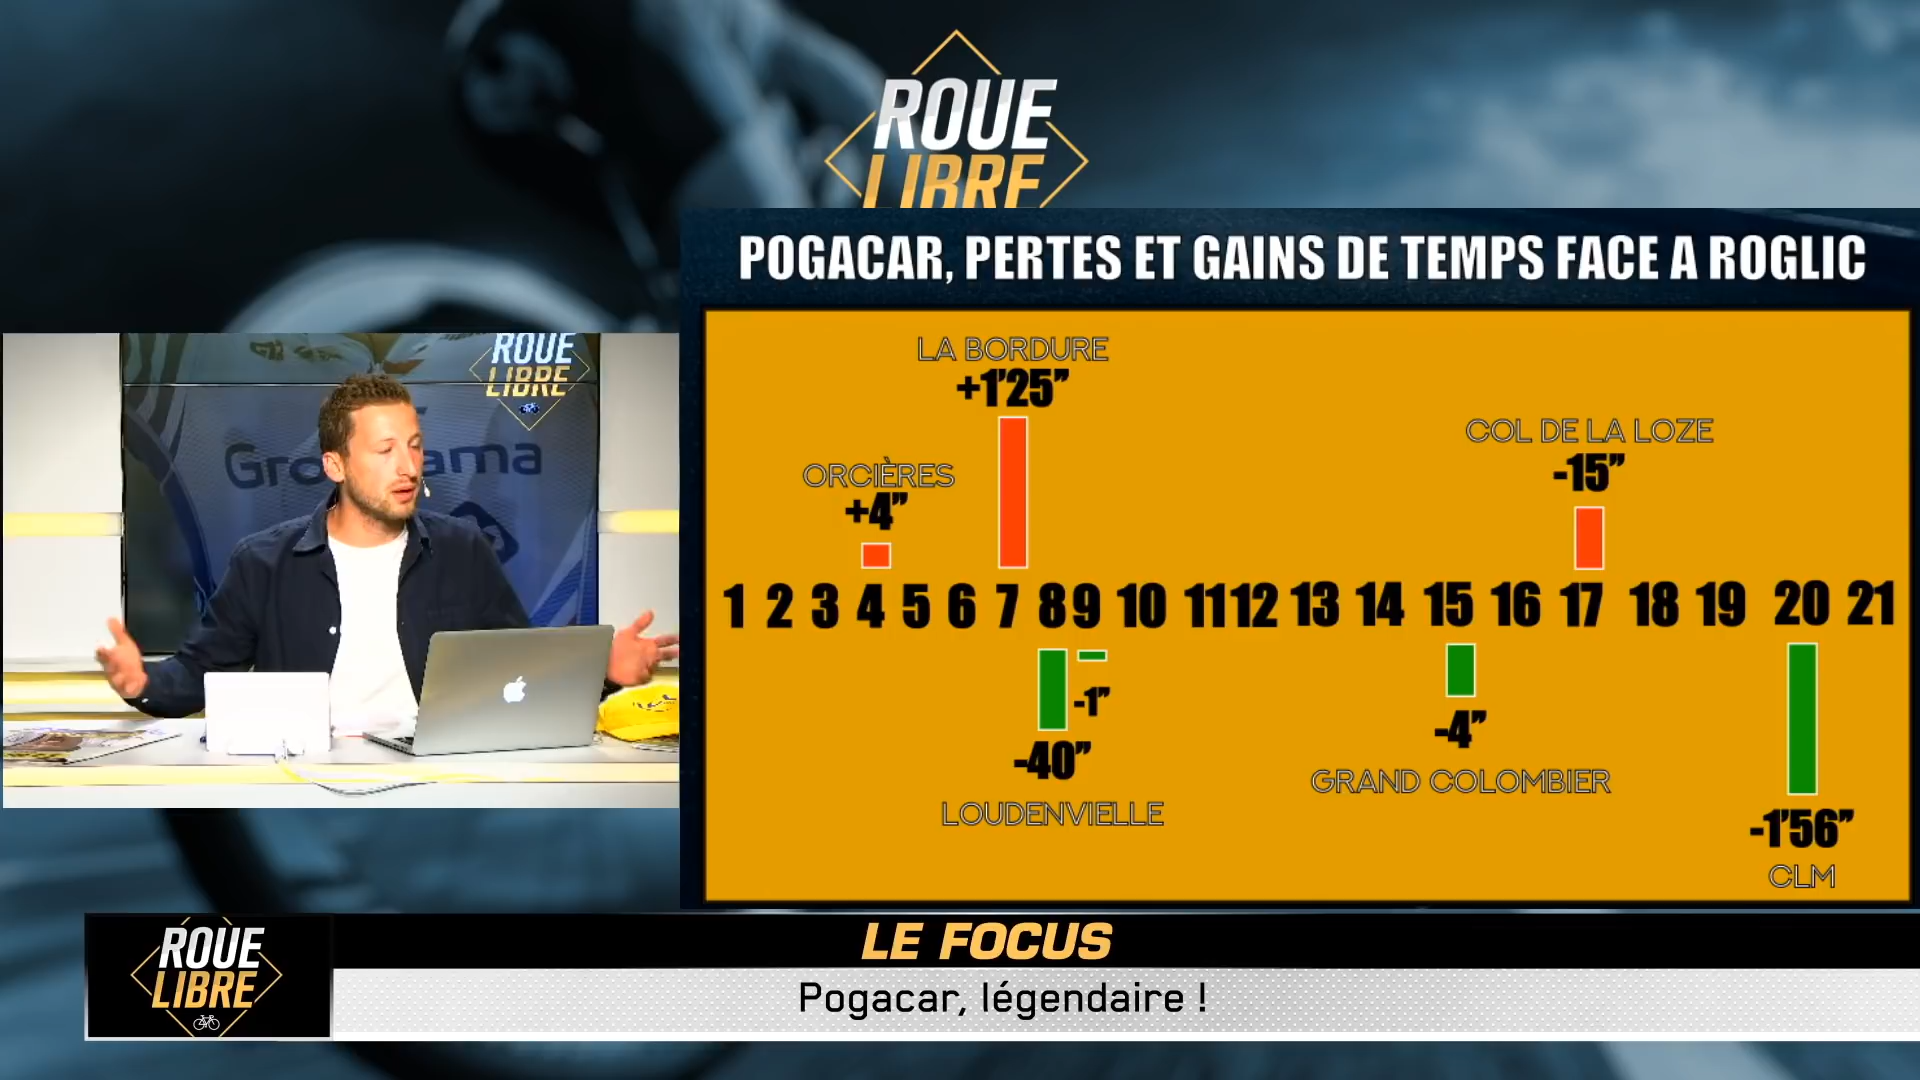 ROUE
LIBRE
POGACAR, PERTES ET GAINS DE TEMPS FACE A ROGLIC
ROUE
LIBRE
LA BORDURE
+1'25"
COL DE LA LOZE
-15"
ORCIÈRES
+4"
1 2 3 4 5 6 7 8 9 10 11 12 13 14 15 16 17 18 19 20 21
-1"
-40"
LOUDENVIELLE
-4"
GRAND COLOMBIER
-1'56"
CLM
LE FOCUS
ROUE
LIBRE
Pogacar, légendaire !